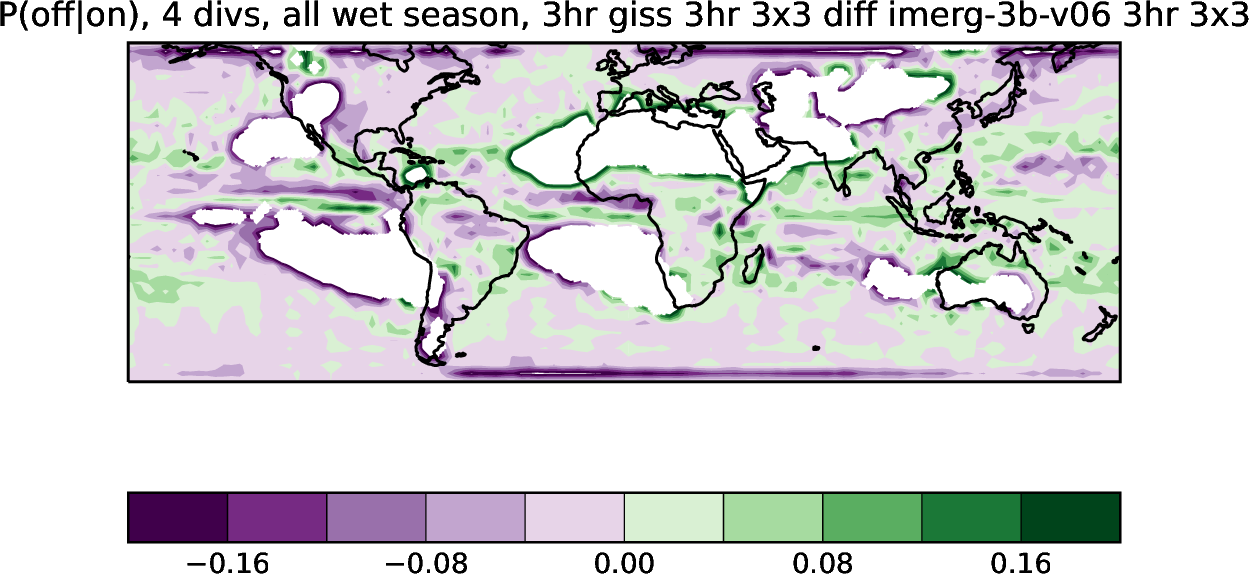 P(off|on), 4 divs, all wet season, 3hr giss 3hr 3x3 diff imerg-3b-v06 3hr 3x3
−0.16 −0.08 0.00 0.08 0.16